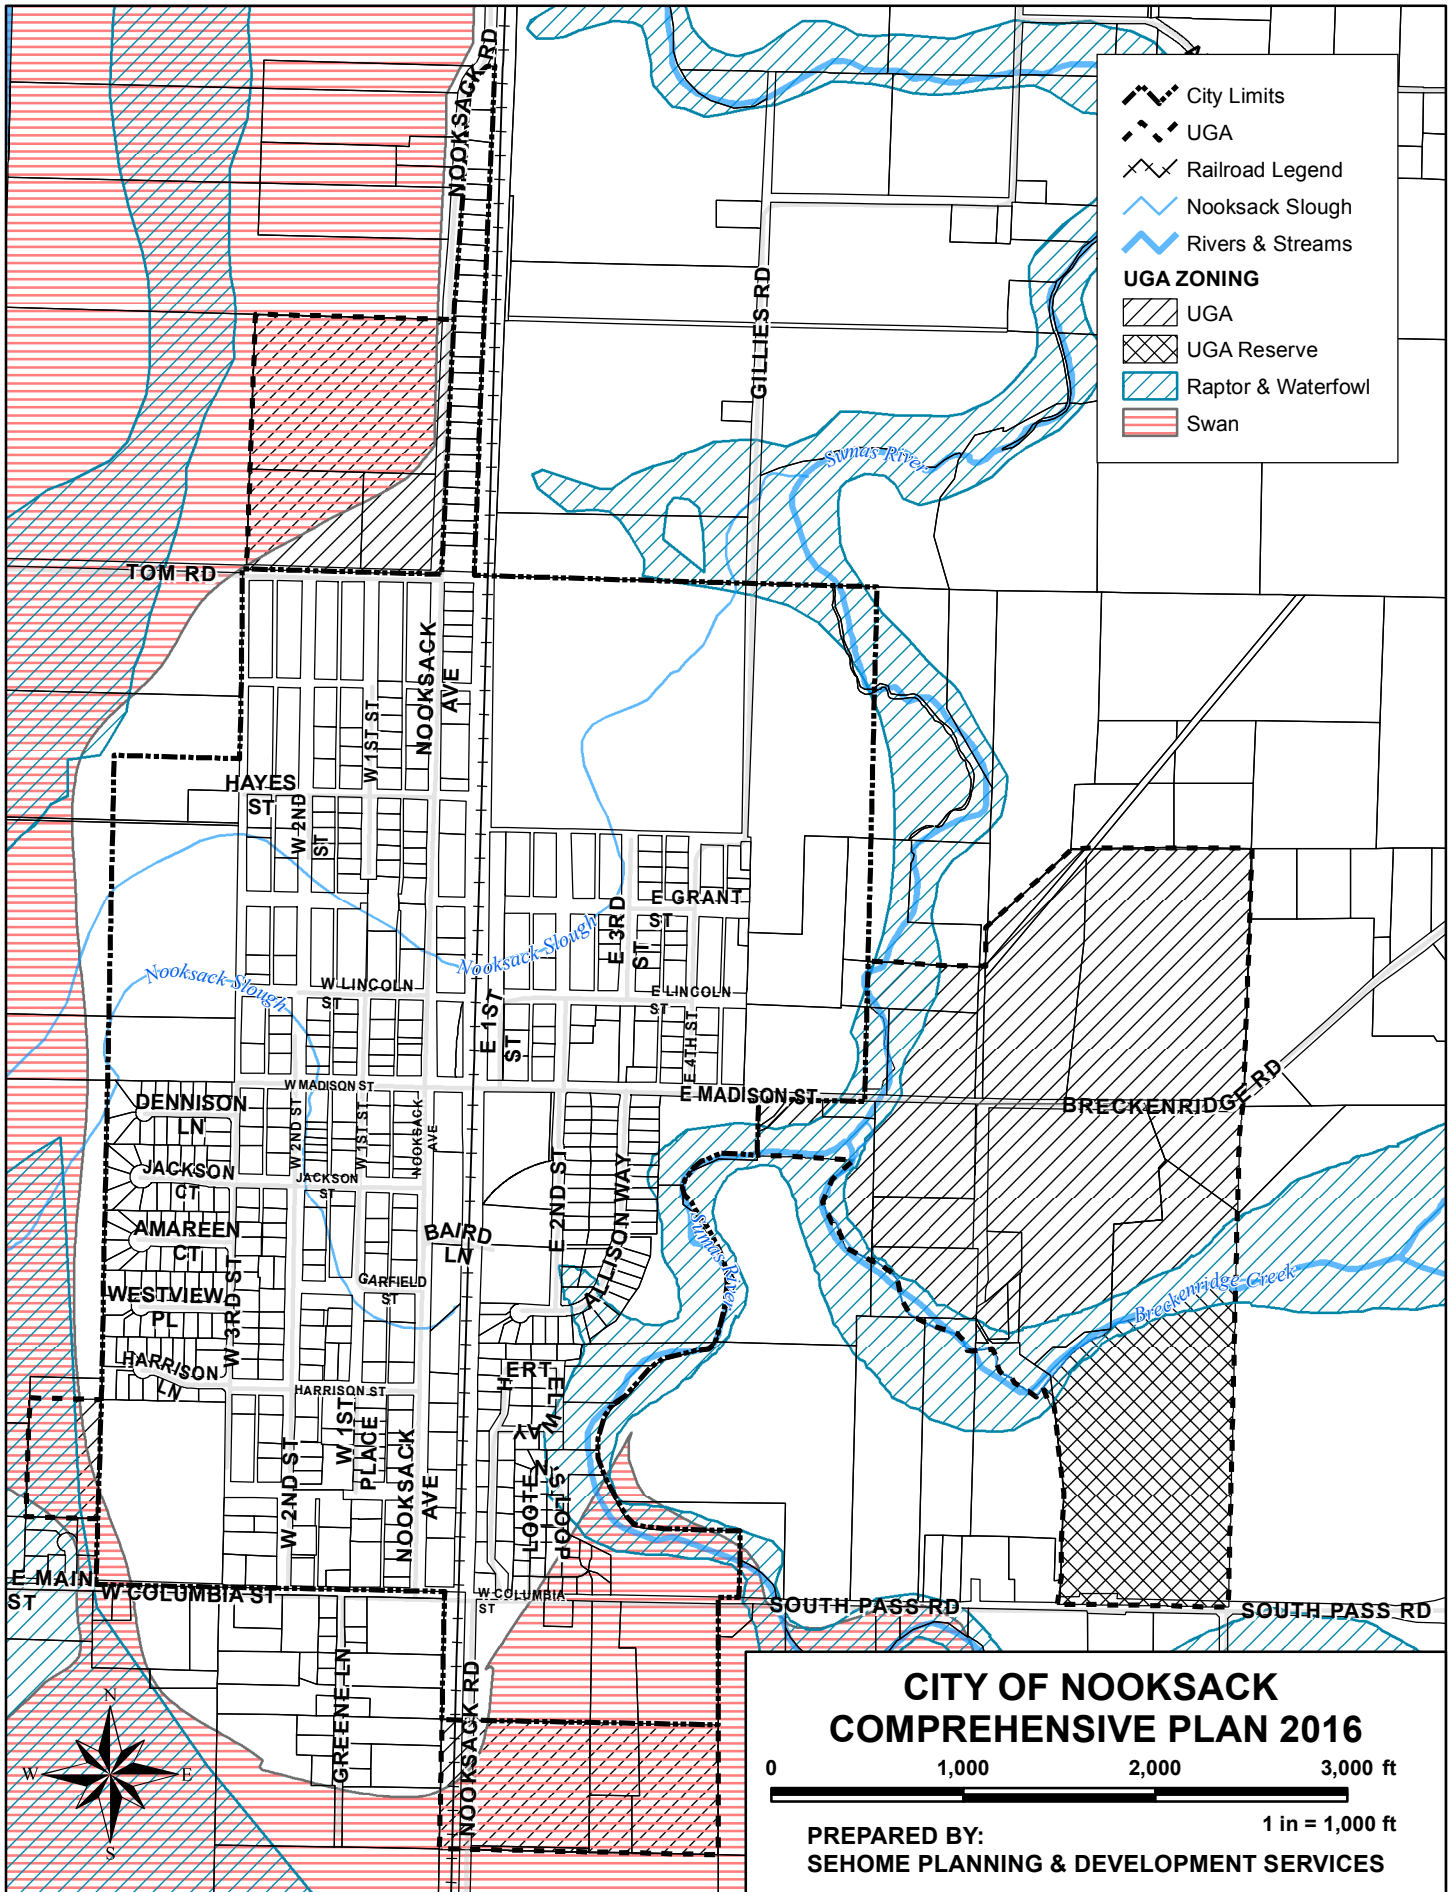 NOOKSACK RD
City Limits
UGA
Railroad Legend
Nooksack Slough
Rivers & Streams
UGA ZONING
UGA
UGA Reserve
Raptor & Waterfowl
Swan
GILLIES RD
Sumas River
TOM RD
NOOKSACK
AVE
W 1ST ST
HAYES
ST
W 2ND
ST
E GRANT
ST
E 3RD
ST
Nooksack Slough
Nooksack Slough
W LINCOLN
ST
E LINCOLN
ST
E 1ST
ST
E 4TH ST
W MADISON ST
E MADISON ST
BRECKENRIDGE RD
DENNISON
LN
W 2ND ST
W 1ST ST
NOOKSACK
AVE
JACKSON
CT
JACKSON
ST
E 2ND ST
ALLISON WAY
AMAREEN
CT
BAIRD
LN
Sumas River
WESTVIEW
PL
W 3RD ST
GARFIELD
ST
Breckenridge Creek
HARRISON
LN
HARRISON ST
HERTEL WAY
W 1ST
PLACE
NOOKSACK
AVE
W 2ND ST
LOOTENS LOOP
E MAIN
ST
W COLUMBIA ST
W COLUMBIA
ST
SOUTH PASS RD
SOUTH PASS RD
GREENE LN
NOOKSACK RD
N
W
E
S
CITY OF NOOKSACK
COMPREHENSIVE PLAN 2016
0 1,000 2,000 3,000 ft
1 in = 1,000 ft
PREPARED BY:
SEHOME PLANNING & DEVELOPMENT SERVICES